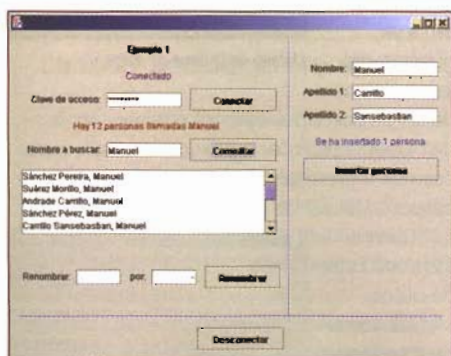 Ejemplo 1
Conectado
Clave de acceso: ******** Conectar
Hay 12 personas llamadas Manuel
Nombre a buscar: Manuel Consultar
Sánchez Pereira, Manuel
Suárez Morillo, Manuel
Andrade Carrillo, Manuel
Sánchez Pérez, Manuel
Carrillo Sansebastian, Manuel
Renombrar: por: Renombrar
Nombre: Manuel
Apellido 1: Carrillo
Apellido 2: Sansebastian
Se ha insertado 1 persona
Insertar persona
Desconectar